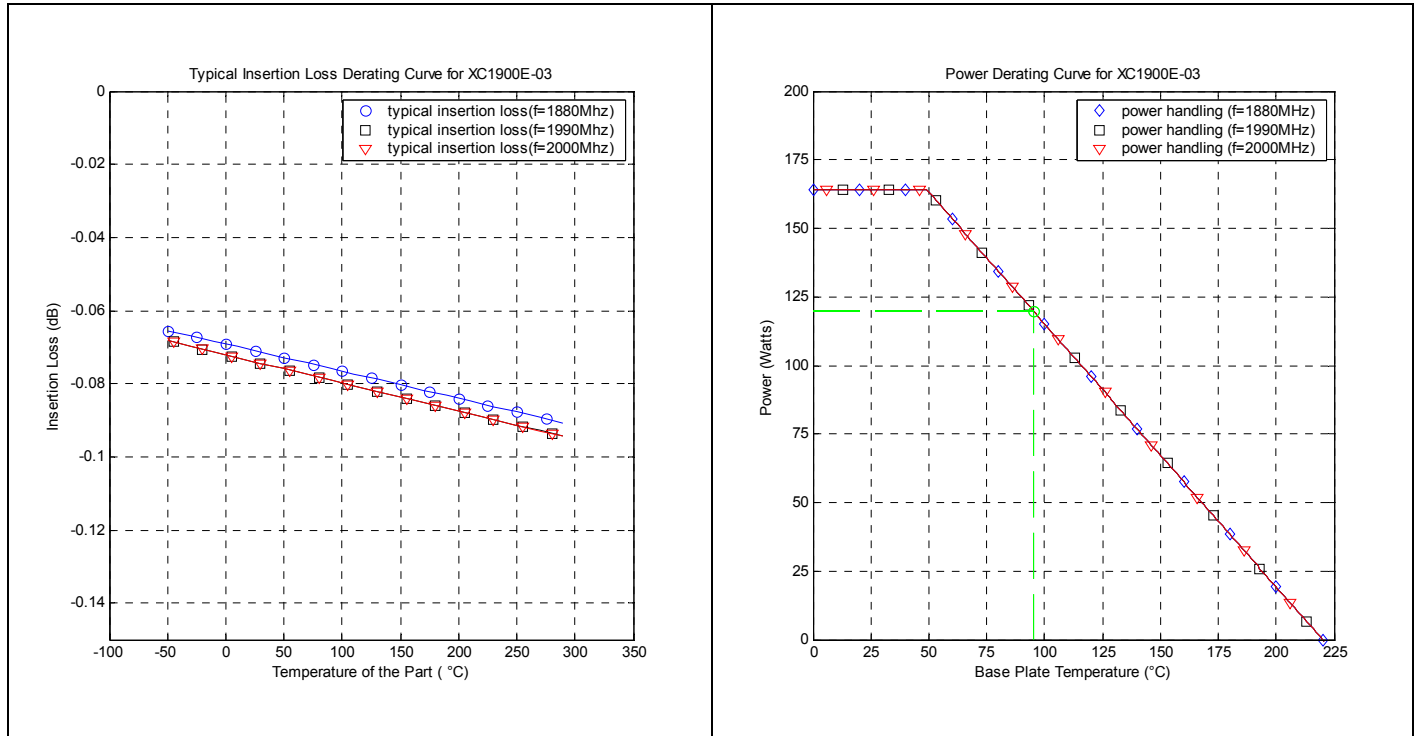 Typical Insertion Loss Derating Curve for XC1900E-03
0
-0.02
-0.04
-0.06
-0.08
-0.1
-0.12
-0.14
Insertion Loss (dB)
typical insertion loss(f=1880Mhz)
typical insertion loss(f=1990Mhz)
typical insertion loss(f=2000Mhz)
-100 -50 0 50 100 150 200 250 300 350
Temperature of the Part ( °C)
Power Derating Curve for XC1900E-03
200
175
150
125
100
75
50
25
0
Power (Watts)
power handling (f=1880MHz)
power handling (f=1990MHz)
power handling (f=2000MHz)
0 25 50 75 100 125 150 175 200 225
Base Plate Temperature (°C)